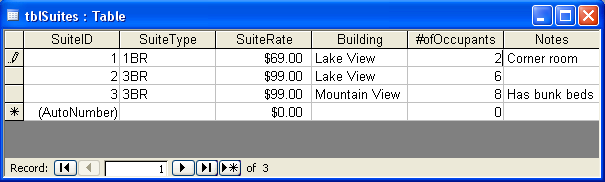 tblSuites : Table
SuiteID SuiteType SuiteRate Building #ofOccupants Notes
1 1BR $69.00 Lake View 2 Corner room
2 3BR $99.00 Lake View 6
3 3BR $99.00 Mountain View 8 Has bunk beds
(AutoNumber) $0.00 0
Record: 1 of 3